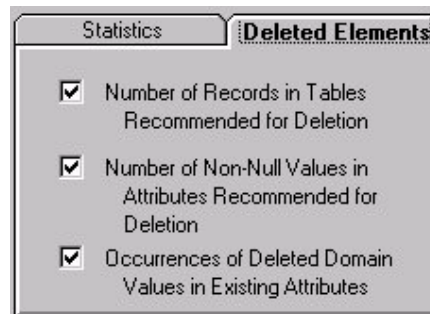 Statistics
Deleted Elements
Number of Records in Tables
Recommended for Deletion
Number of Non-Null Values in
Attributes Recommended for
Deletion
Occurrences of Deleted Domain
Values in Existing Attributes